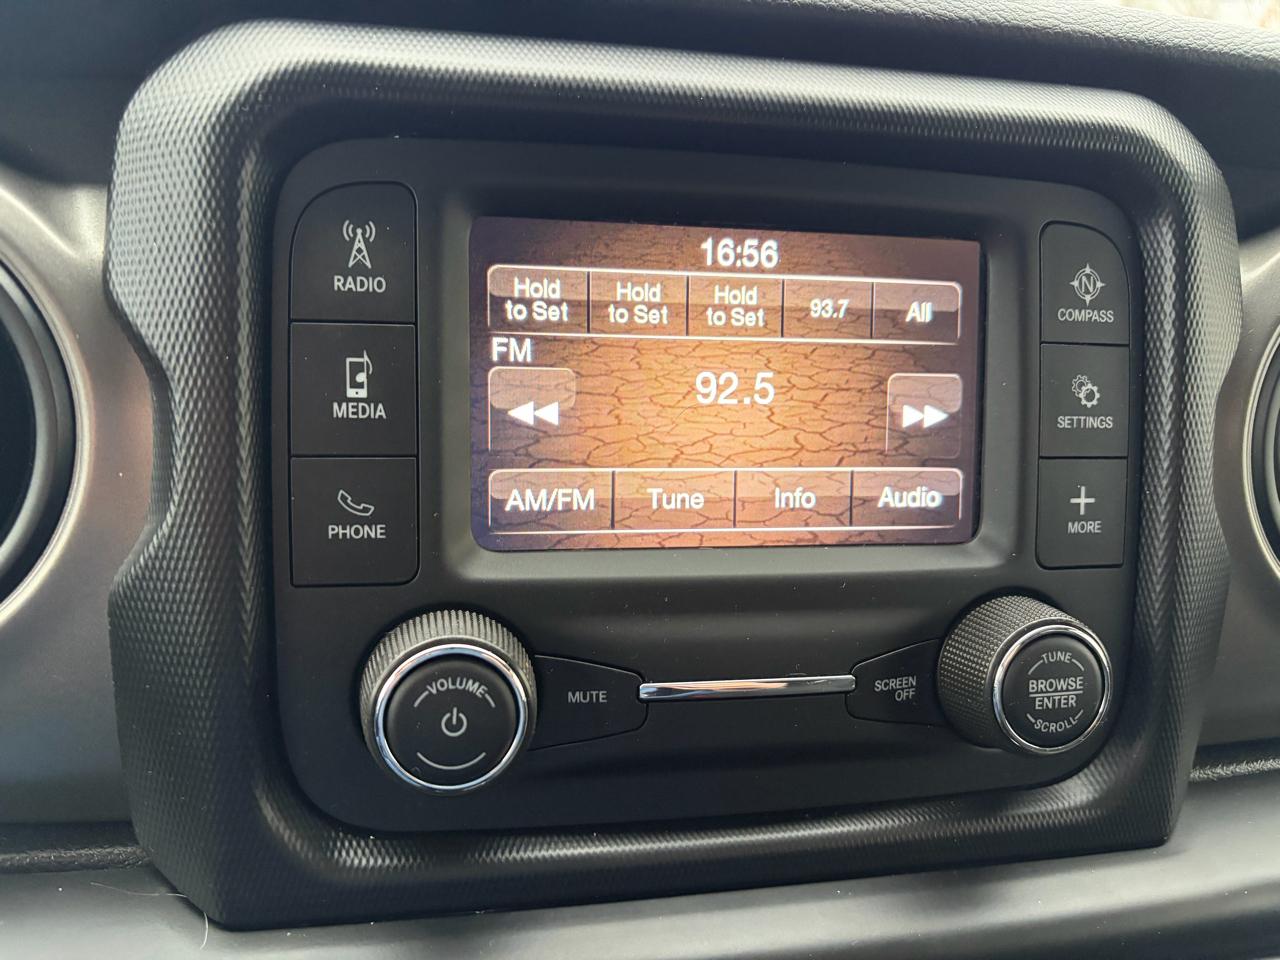 RADIO
MEDIA
PHONE
16:56
Hold
to Set
Hold
to Set
Hold
to Set
93.7
All
FM
92.5
AM/FM
Tune
Info
Audio
N
COMPASS
SETTINGS
MORE
VOLUME
MUTE
SCREEN
OFF
TUNE
BROWSE
ENTER
SCROLL